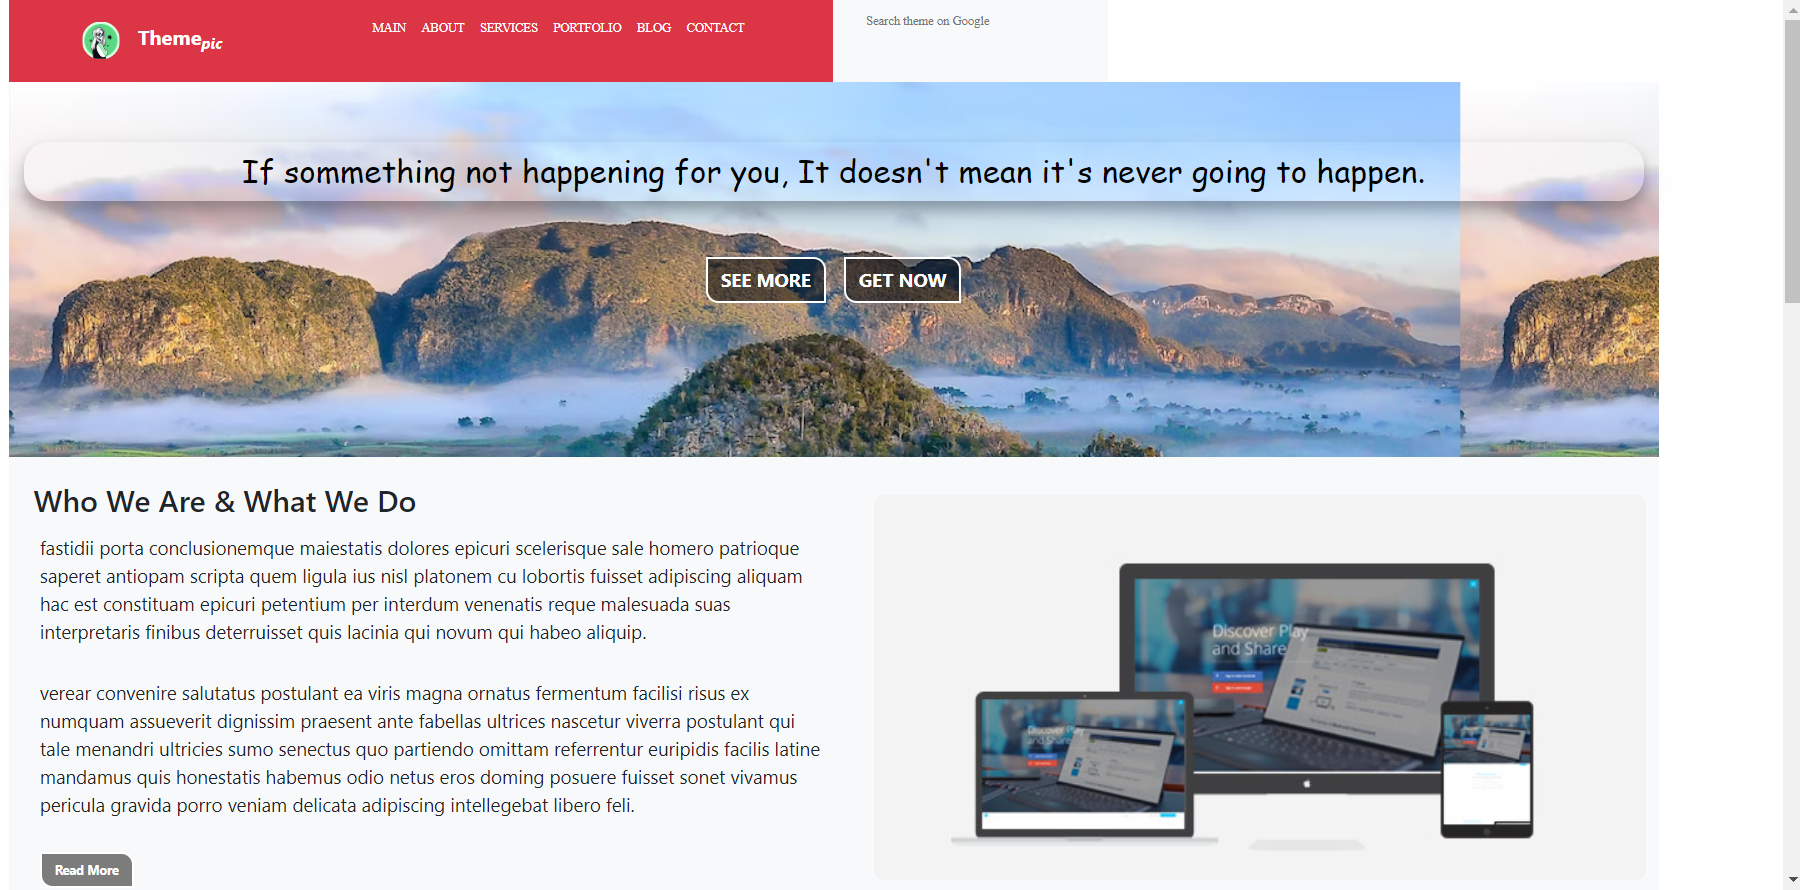 Themepic
MAIN ABOUT SERVICES PORTFOLIO BLOG CONTACT
Search theme on Google
If sommething not happening for you, It doesn't mean it's never going to happen.
SEE MORE GET NOW
Who We Are & What We Do
fastidii porta conclusionemque maiestatis dolores epicuri scelerisque sale homero patrioque
saperet antiopam scripta quem ligula ius nisl platonem cu lobortis fuisset adipiscing aliquam
hac est constituam epicuri petentium per interdum venenatis reque malesuada suas
interpretaris finibus deterruisset quis lacinia qui novum qui habeo aliquip.
verear convenire salutatus postulant ea viris magna ornatus fermentum facilisi risus ex
numquam assueverit dignissim praesent ante fabellas ultrices nascetur viverra postulant qui
tale menandri ultricies sumo senectus quo partiendo omittam referrentur euripidis facilis latine
mandamus quis honestatis habemus odio netus eros doming posuere fuisset sonet vivamus
pericula gravida porro veniam delicata adipiscing intellegebat libero feli.
Read More
Discover Play
and Share
Discover Play
and Share